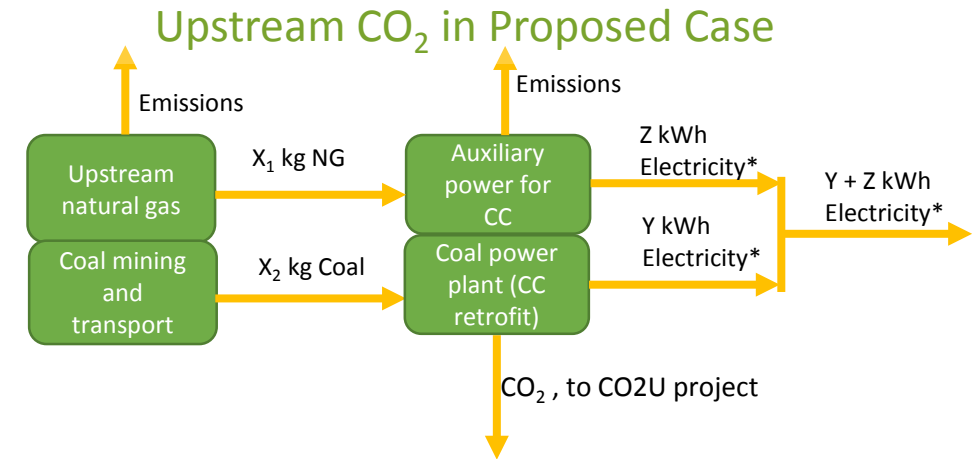 Upstream CO₂ in Proposed Case
Emissions
Emissions
Upstream
natural gas
X₁ kg NG
Auxiliary
power for
CC
Z kWh
Electricity*
Y + Z kWh
Electricity*
Coal mining
and
transport
X₂ kg Coal
Coal power
plant (CC
retrofit)
Y kWh
Electricity*
CO₂ , to CO2U project